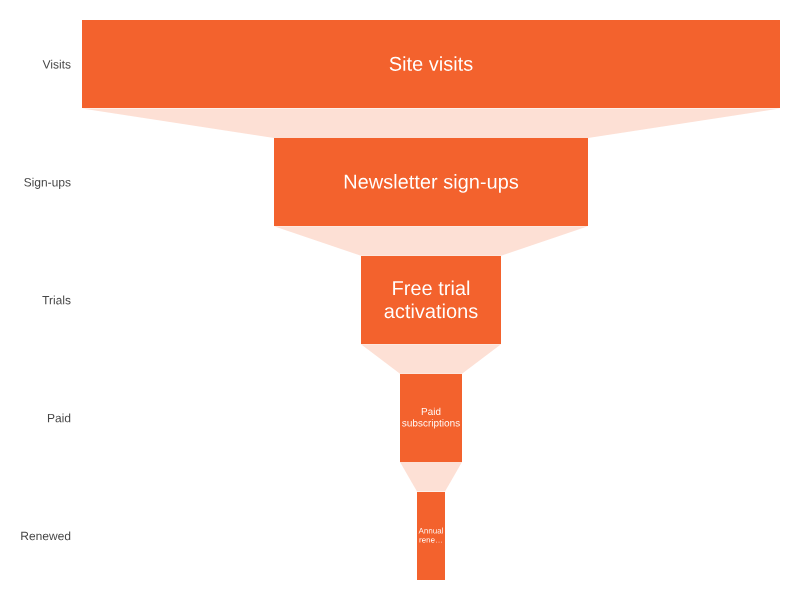 Visits
Site visits
Sign-ups
Newsletter sign-ups
Trials
Free trial
activations
Paid
Paid
subscriptions
Renewed
Annual
rene…